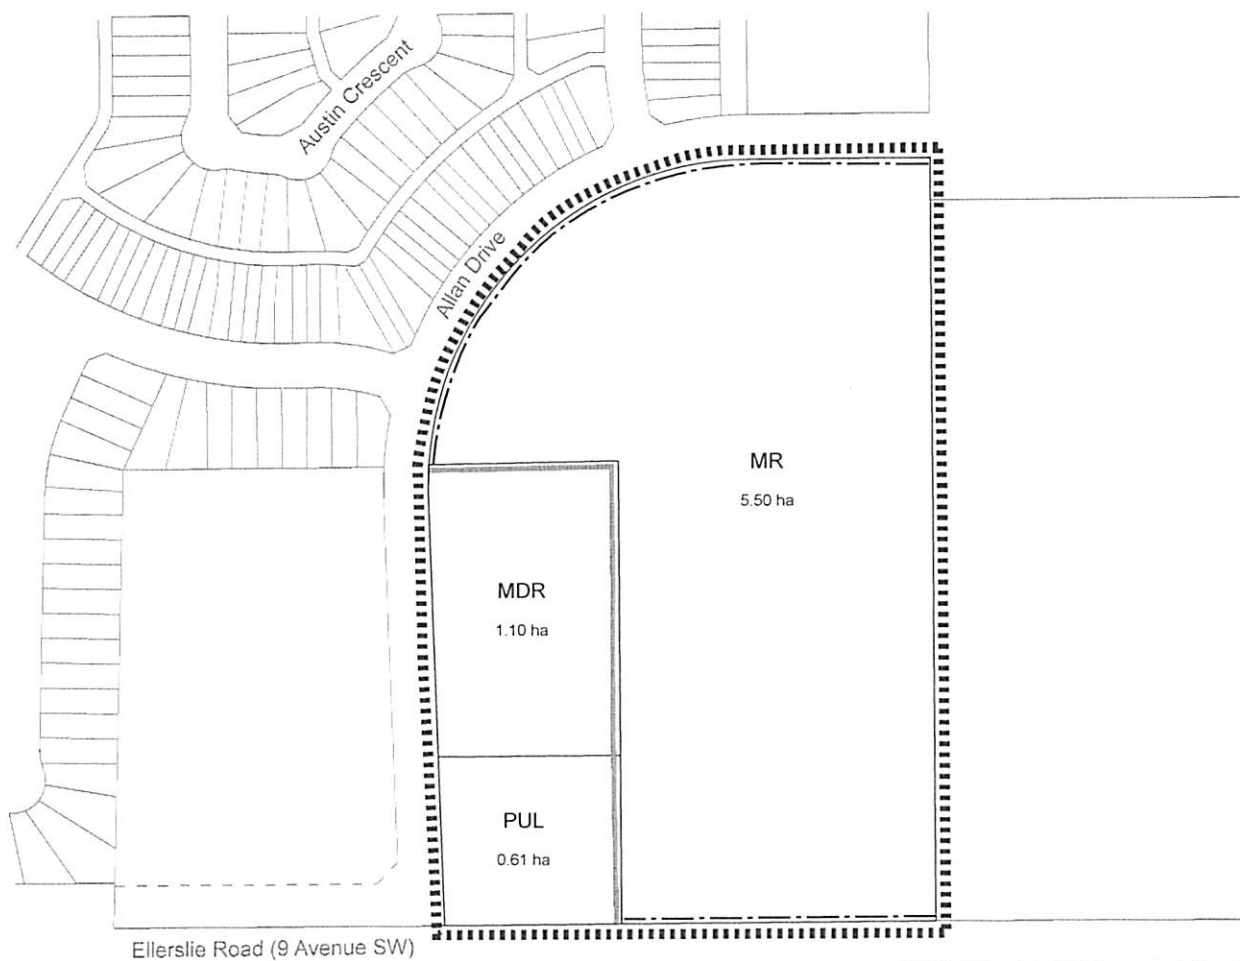 Austin Crescent
Allan Drive
MR
5.50 ha
MDR
1.10 ha
PUL
0.61 ha
Ellerslie Road (9 Avenue SW)